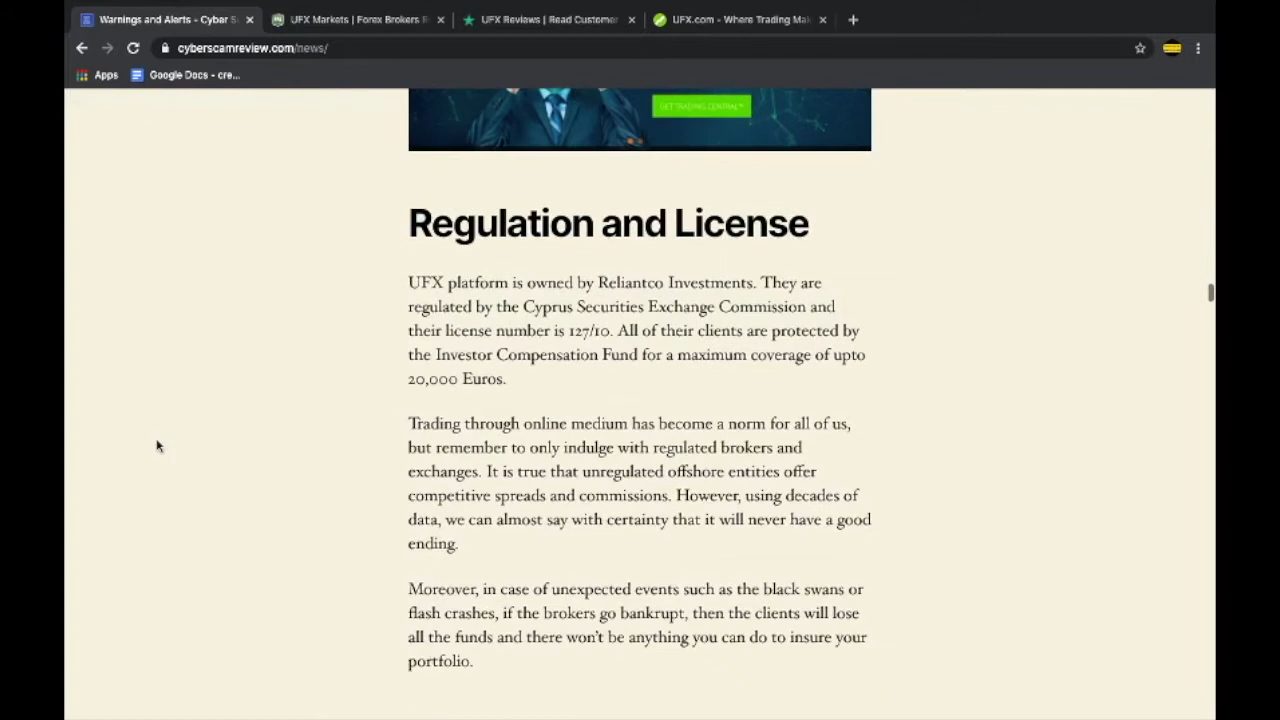 Warnings and Alerts - Cyber S
UFX Markets | Forex Brokers R
UFX Reviews | Read Customer
UFX.com - Where Trading Ma
cyberscamreview.com/news/
Apps
Google Docs - cre...
GET TRADING CENTRAL
Regulation and License
UFX platform is owned by Reliantco Investments. They are
regulated by the Cyprus Securities Exchange Commission and
their license number is 127/10. All of their clients are protected by
the Investor Compensation Fund for a maximum coverage of upto
20,000 Euros.
Trading through online medium has become a norm for all of us,
but remember to only indulge with regulated brokers and
exchanges. It is true that unregulated offshore entities offer
competitive spreads and commissions. However, using decades of
data, we can almost say with certainty that it will never have a good
ending.
Moreover, in case of unexpected events such as the black swans or
flash crashes, if the brokers go bankrupt, then the clients will lose
all the funds and there won't be anything you can do to insure your
portfolio.